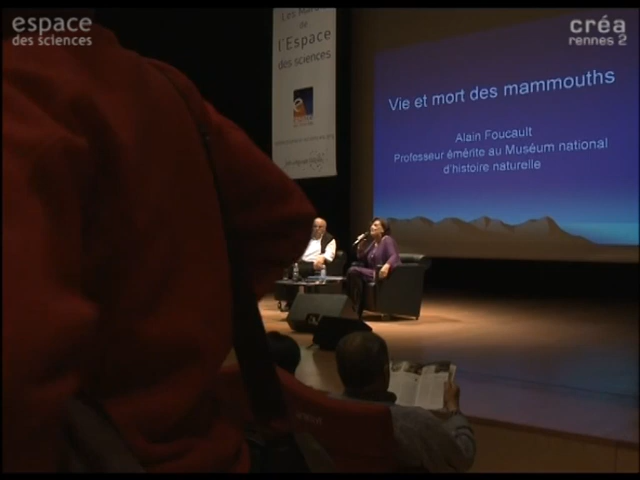 espace
des sciences
créa
rennes 2
Les Mar
de
l'Espace
des sciences
Vie et mort des mammouths
Alain Foucault
Professeur émérite au Muséum national
d'histoire naturelle